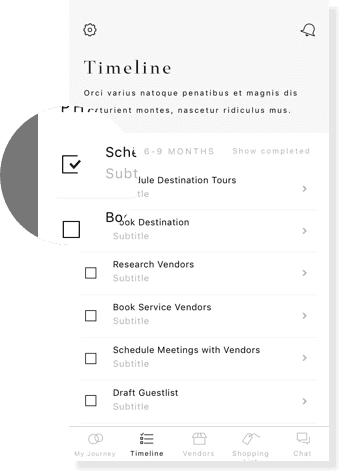 Timeline
Orci varius natoque penatibus et magnis dis
parturient montes, nascetur ridiculus mus.
6-9 MONTHS
Show completed
Schedule Destination Tours
Subtitle
Book Destination
Subtitle
Research Vendors
Subtitle
Book Service Vendors
Subtitle
Schedule Meetings with Vendors
Subtitle
Draft Guestlist
Subtitle
My Journey
Timeline
Vendors
Shopping
Chat